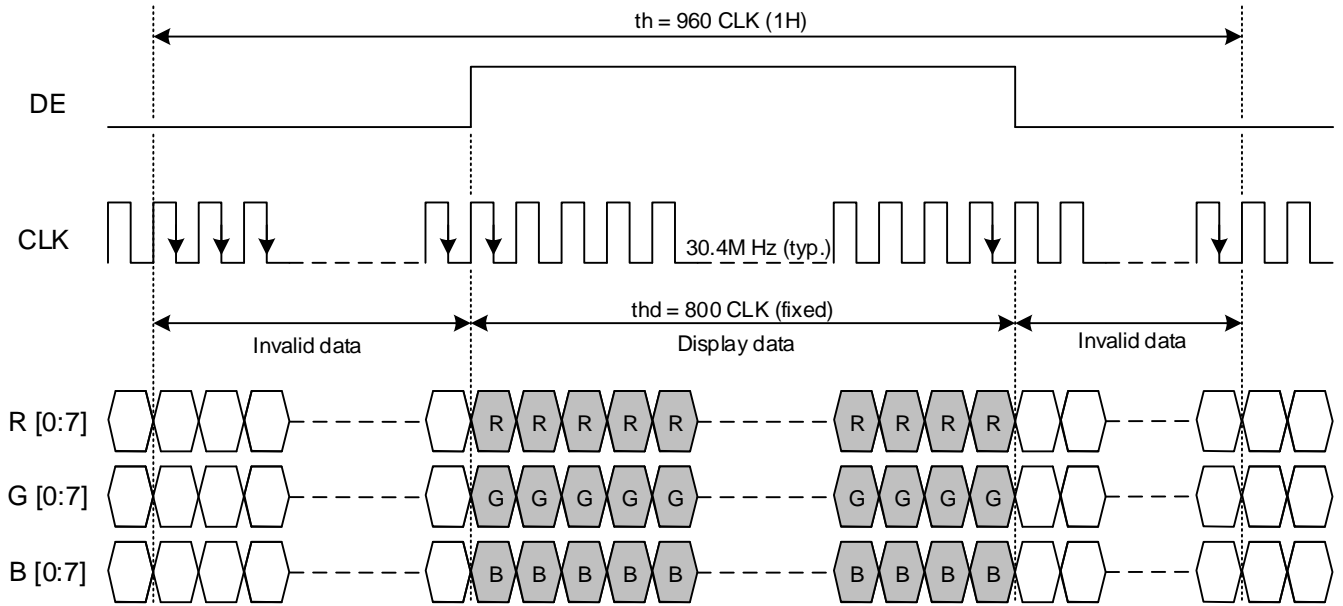 th = 960 CLK (1H)
DE
CLK
30.4M Hz (typ.)
thd = 800 CLK (fixed)
Invalid data
Display data
Invalid data
R [0:7]
R R R R R R R R R
G [0:7]
G G G G G G G G G
B [0:7]
B B B B B B B B B